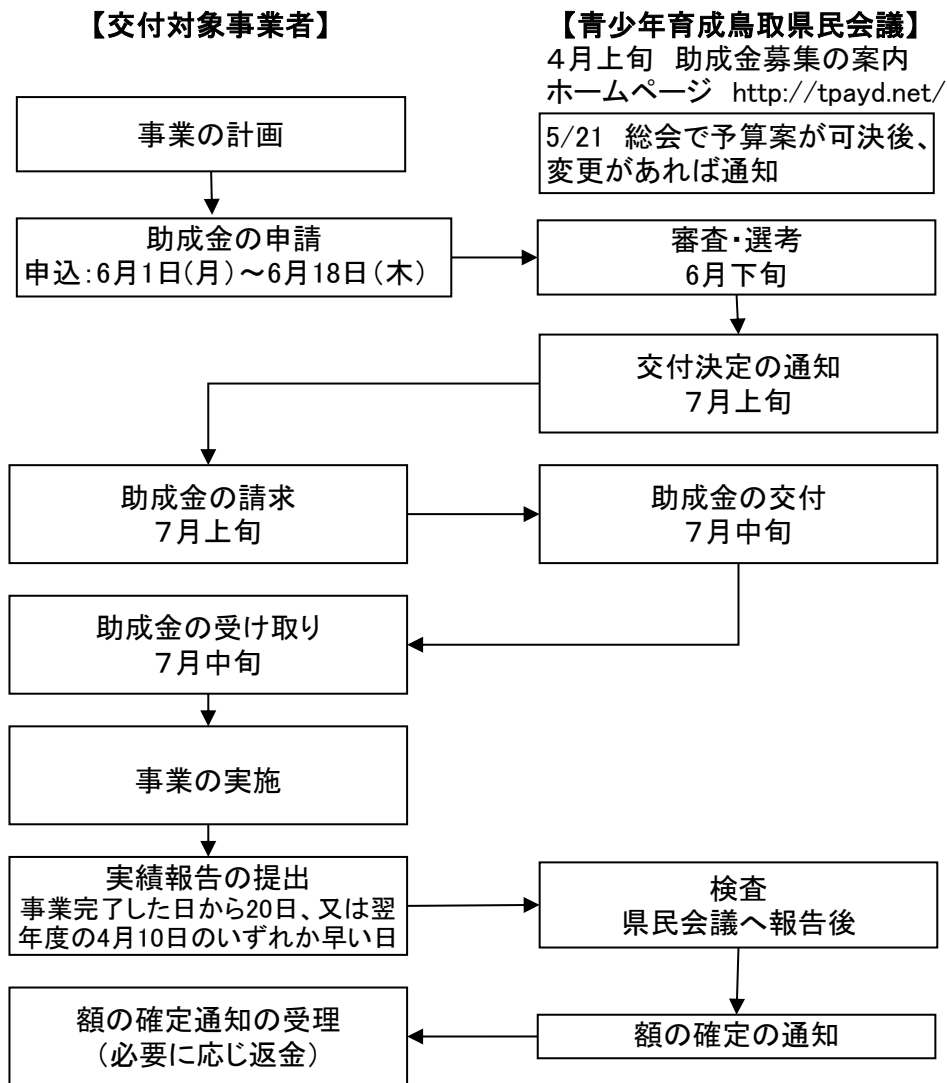 【交付対象事業者】
【青少年育成鳥取県民会議】
４月上旬　助成金募集の案内
ホームページ　http://tpayd.net/
事業の計画
5/21　総会で予算案が可決後、
変更があれば通知
助成金の申請
申込：6月1日（月）～6月18日（木）
審査・選考
6月下旬
交付決定の通知
７月上旬
助成金の請求
７月上旬
助成金の交付
７月中旬
助成金の受け取り
７月中旬
事業の実施
実績報告の提出
事業完了した日から20日、又は翌
年度の4月10日のいずれか早い日
検査
県民会議へ報告後
額の確定の通知
額の確定通知の受理
（必要に応じ返金）